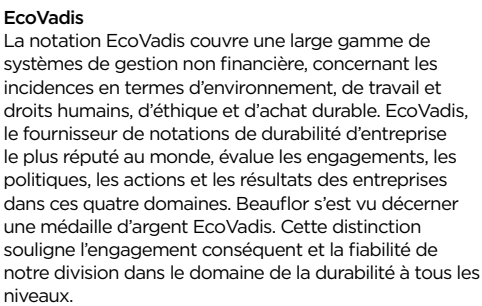 EcoVadis
La notation EcoVadis couvre une large gamme de
systèmes de gestion non financière, concernant les
incidences en termes d'environnement, de travail et
droits humains, d'éthique et d'achat durable. EcoVadis,
le fournisseur de notations de durabilité d'entreprise
le plus réputé au monde, évalue les engagements, les
politiques, les actions et les résultats des entreprises
dans ces quatre domaines. Beauflor s'est vu décerner
une médaille d'argent EcoVadis. Cette distinction
souligne l'engagement conséquent et la fiabilité de
notre division dans le domaine de la durabilité à tous les
niveaux.